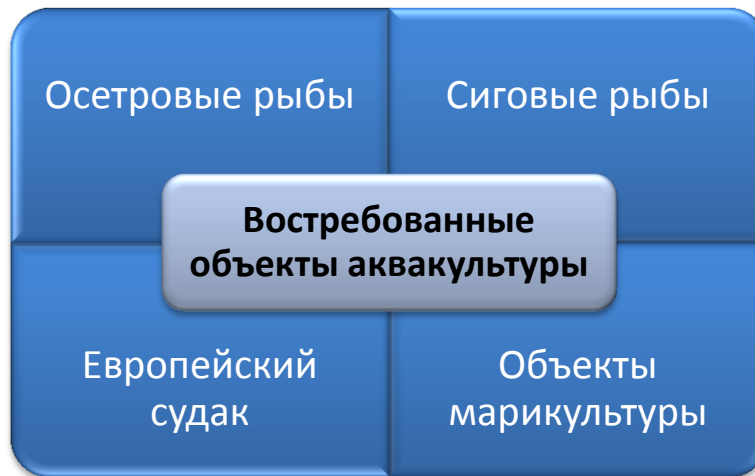 Осетровые рыбы
Сиговые рыбы
Востребованные
объекты аквакультуры
Европейский
судак
Объекты
марикультуры